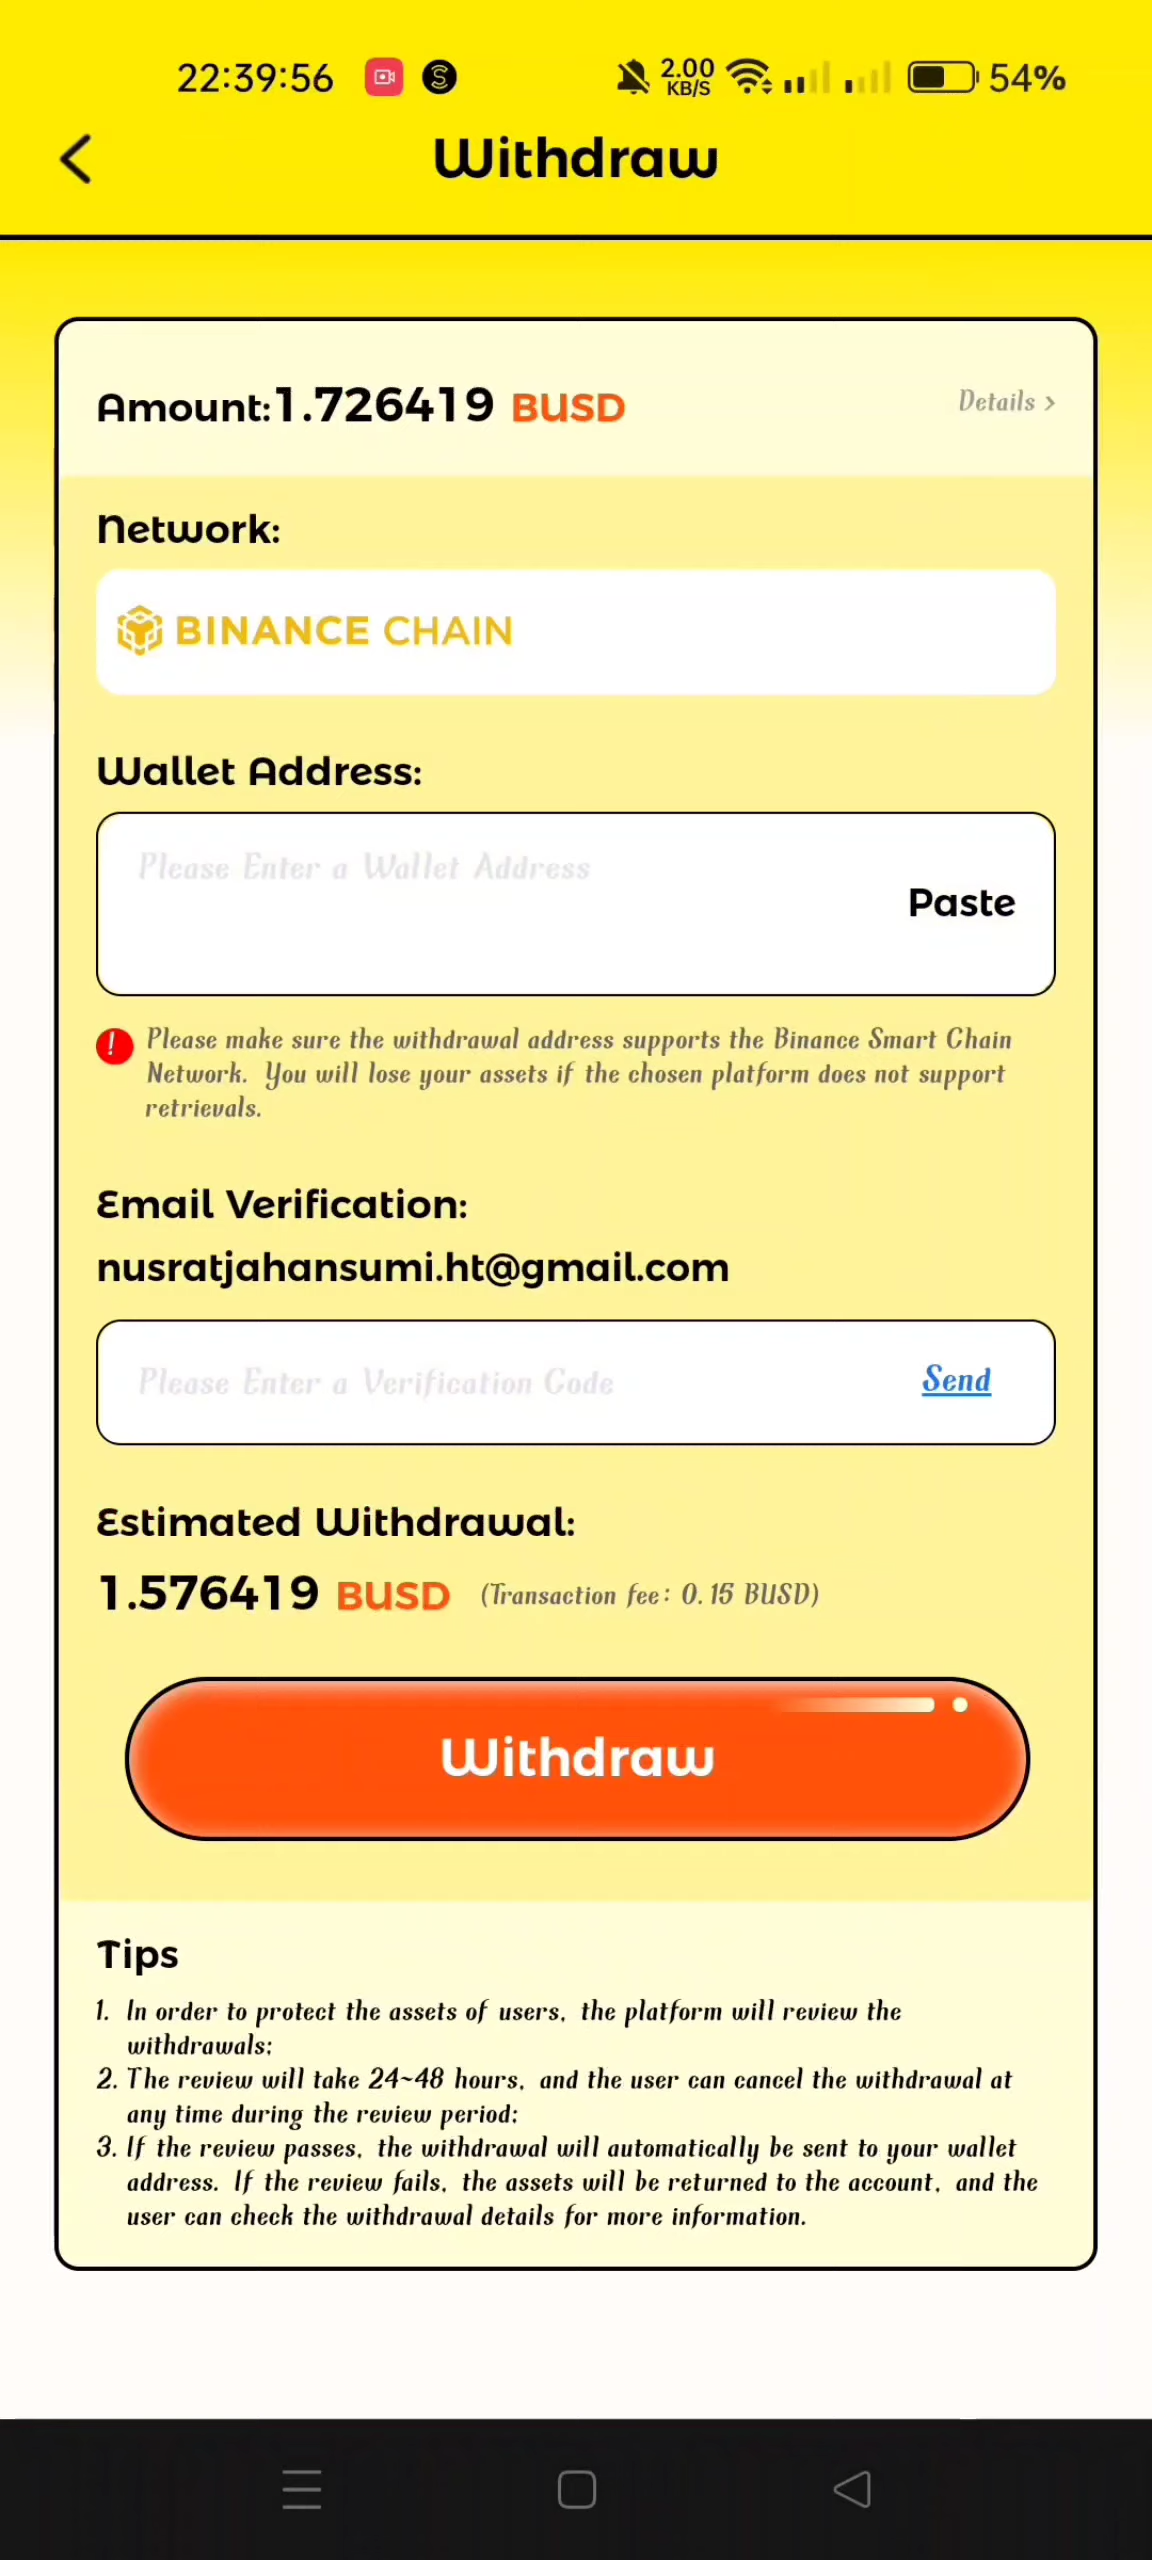 22:39:56
2.00 KB/S
54%
Withdraw
Amount:1.726419 BUSD
Details >
Network:
BINANCE CHAIN
Wallet Address:
Please Enter a Wallet Address
Paste
Please make sure the withdrawal address supports the Binance Smart Chain
Network. You will lose your assets if the chosen platform does not support
retrievals.
Email Verification:
nusratjahansumi.ht@gmail.com
Please Enter a Verification Code
Send
Estimated Withdrawal:
1.576419 BUSD (Transaction fee: 0.15 BUSD)
Withdraw
Tips
1. In order to protect the assets of users, the platform will review the
withdrawals;
2. The review will take 24~48 hours, and the user can cancel the withdrawal at
any time during the review period;
3. If the review passes, the withdrawal will automatically be sent to your wallet
address. If the review fails, the assets will be returned to the account, and the
user can check the withdrawal details for more information.